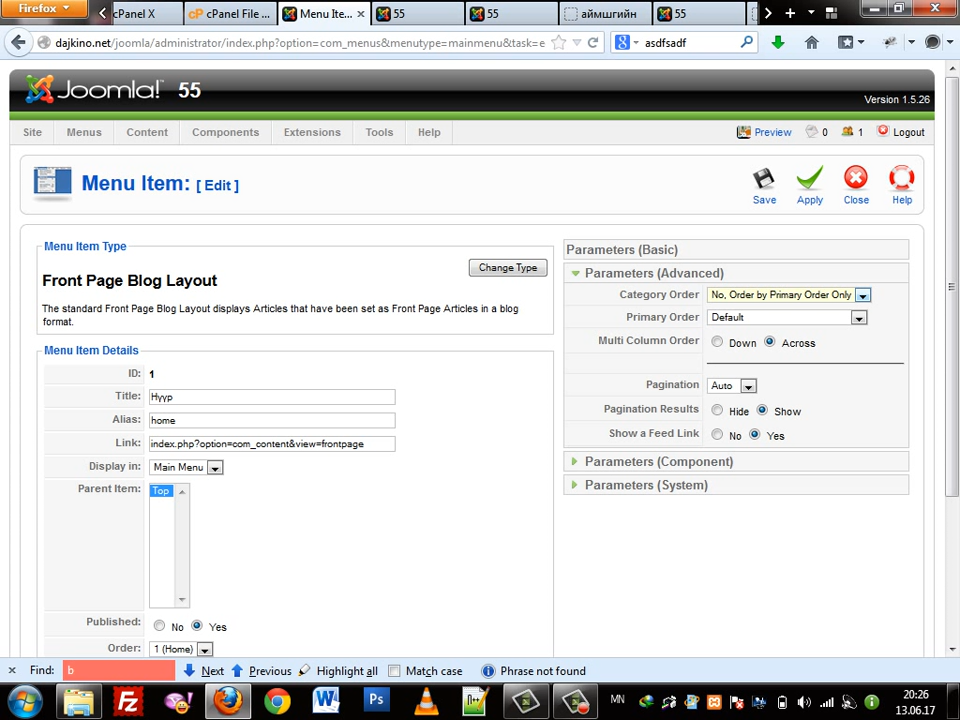 Firefox
cPanel X
cPanel File ...
Menu Ite...
55
55
аймшгийн
55
dajkino.net/joomla/administrator/index.php?option=com_menus&menutype=mainmenu&task=e
asdfsadf
Joomla! 55
Version 1.5.26
Site Menus Content Components Extensions Tools Help
Preview 0 1 Logout
Menu Item: [ Edit ]
Save Apply Close Help
Menu Item Type
Change Type
Front Page Blog Layout
The standard Front Page Blog Layout displays Articles that have been set as Front Page Articles in a blog
format.
Menu Item Details
ID: 1
Title: Нүүр
Alias: home
Link: index.php?option=com_content&view=frontpage
Display in: Main Menu
Parent Item: Top
Published: No Yes
Order: 1 (Home)
Parameters (Basic)
Parameters (Advanced)
Category Order No, Order by Primary Order Only
Primary Order Default
Multi Column Order Down Across
Pagination Auto
Pagination Results Hide Show
Show a Feed Link No Yes
Parameters (Component)
Parameters (System)
Find: b Next Previous Highlight all Match case Phrase not found
MN
20:26
13.06.17